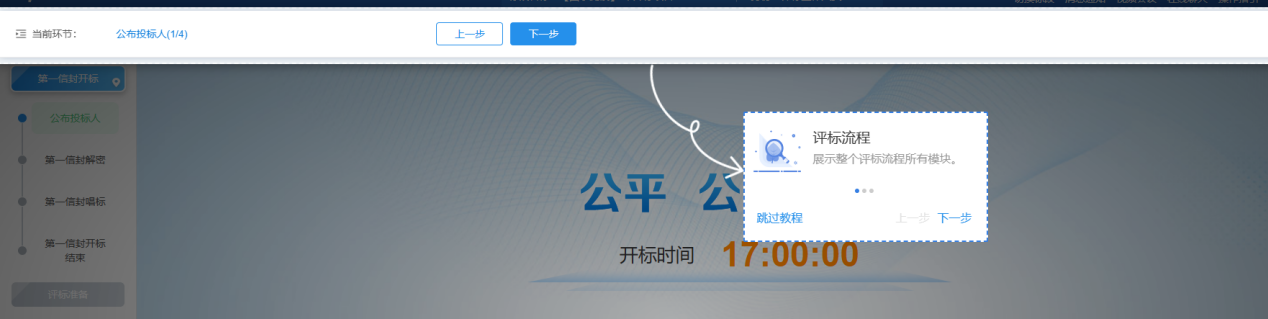 当前环节：
公布投标人(1/4)
上一步
下一步
第一信封开标
公布投标人
第一信封解密
第一信封唱标
第一信封开标
结束
评标准备
公平 公
开标时间 17:00:00
评标流程
展示整个评标流程所有模块。
跳过教程
上一步 下一步